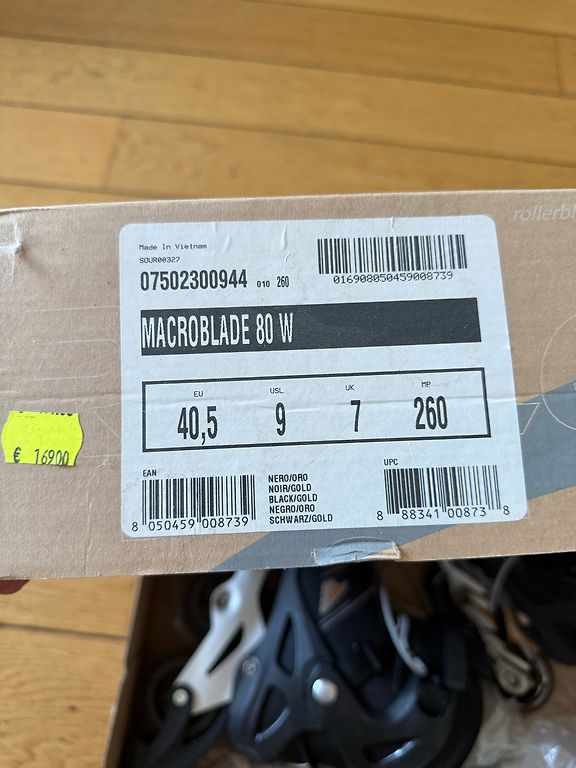 rollerbl
Made In Vietnam
SOUR00327
07502300944 010 260
016908050459008739
MACROBLADE 80 W
EU USL UK MP
40,5 9 7 260
€ 16900
EAN
8 050459 008739
NERO/ORO
NOIR/GOLD
BLACK/GOLD
NEGRO/ORO
SCHWARZ/GOLD
UPC
8 88341 00873 8